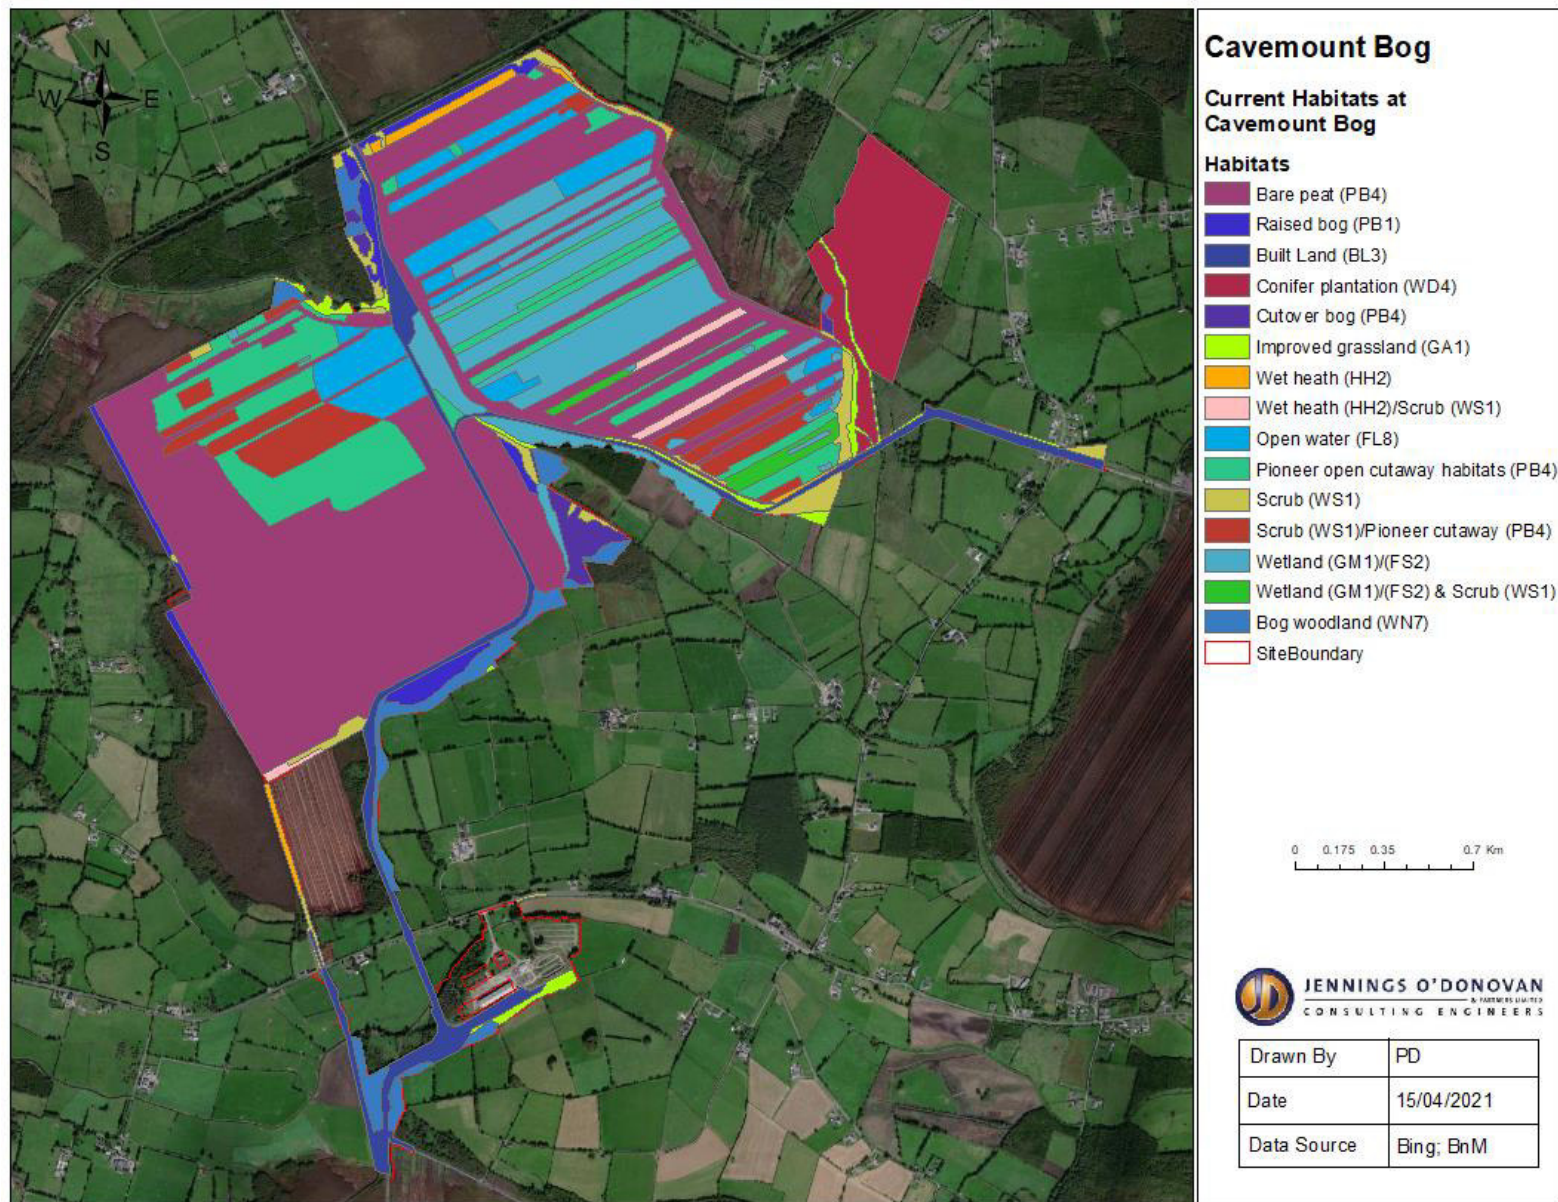 N
W E
S
Cavemount Bog
Current Habitats at
Cavemount Bog
Habitats
Bare peat (PB4)
Raised bog (PB1)
Built Land (BL3)
Conifer plantation (WD4)
Cutover bog (PB4)
Improved grassland (GA1)
Wet heath (HH2)
Wet heath (HH2)/Scrub (WS1)
Open water (FL8)
Pioneer open cutaway habitats (PB4)
Scrub (WS1)
Scrub (WS1)/Pioneer cutaway (PB4)
Wetland (GM1)/(FS2)
Wetland (GM1)/(FS2) & Scrub (WS1)
Bog woodland (WN7)
SiteBoundary
0 0.175 0.35 0.7 Km
JENNINGS O'DONOVAN
& PARTNERS LIMITED
CONSULTING ENGINEERS
Drawn By PD
Date 15/04/2021
Data Source Bing; BnM